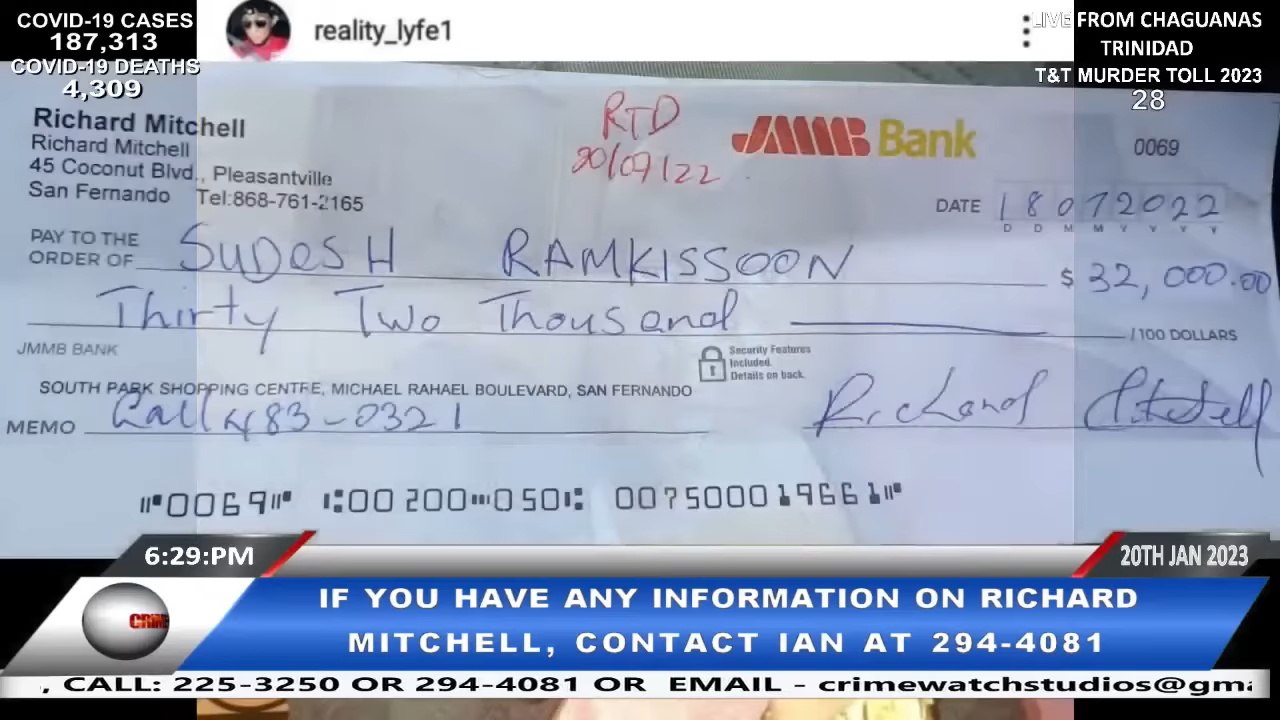 COVID-19 CASES
187,313
COVID-19 DEATHS
4,309
reality_lyfe1
LIVE FROM CHAGUANAS
TRINIDAD
T&T MURDER TOLL 2023
28
Richard Mitchell
Richard Mitchell
45 Coconut Blvd., Pleasantville
San Fernando Tel:868-761-2165
RTD
20/07/22
JMMB Bank
0069
DATE 18072022
D D M M Y Y Y Y
PAY TO THE
ORDER OF SUDESH RAMKISSOON $ 32,000.00
Thirty Two Thousand /100 DOLLARS
JMMB BANK
Security Features
Included.
Details on back.
SOUTH PARK SHOPPING CENTRE, MICHAEL RAHAEL BOULEVARD, SAN FERNANDO
MEMO Call 483-0321 Richard Mitchell
⑈0069⑈ ⑆00200⑉050⑆ 007500019661⑈
6:29:PM
20TH JAN 2023
CRIME
IF YOU HAVE ANY INFORMATION ON RICHARD
MITCHELL, CONTACT IAN AT 294-4081
, CALL: 225-3250 OR 294-4081 OR EMAIL - crimewatchstudios@gma